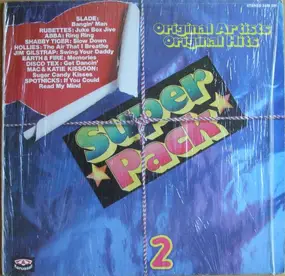 SLADE:
Bangin' Man
RUBETTES: Juke Box Jive
ABBA: Ring Ring
SHABBY TIGER: Slow Down
HOLLIES: The Air That I Breathe
JIM GILSTRAP: Swing Your Daddy
EARTH & FIRE: Memories
DISCO TEX: Get Dancin'
MAC & KATIE KISSOON:
Sugar Candy Kisses
SPOTNICKS: If You Could
Read My Mind
Original Artists
Original Hits
Super
Pack
2